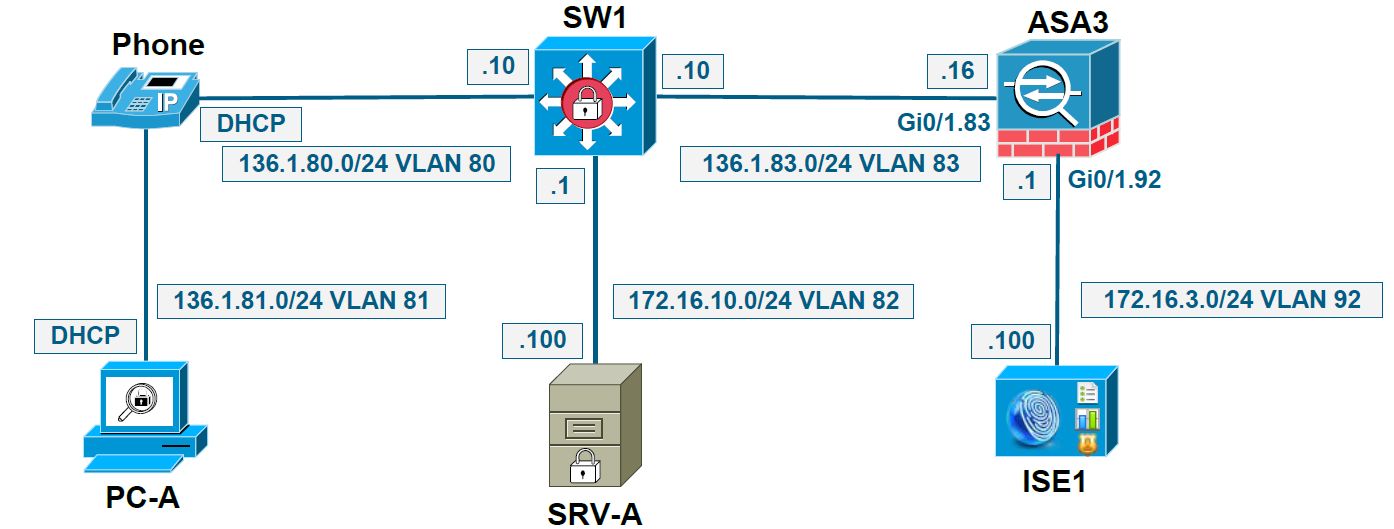 SW1
ASA3
Phone
.10
.10
.16
IP
DHCP
Gi0/1.83
136.1.80.0/24 VLAN 80
136.1.83.0/24 VLAN 83
.1
.1
Gi0/1.92
136.1.81.0/24 VLAN 81
172.16.10.0/24 VLAN 82
172.16.3.0/24 VLAN 92
DHCP
.100
.100
PC-A
SRV-A
ISE1